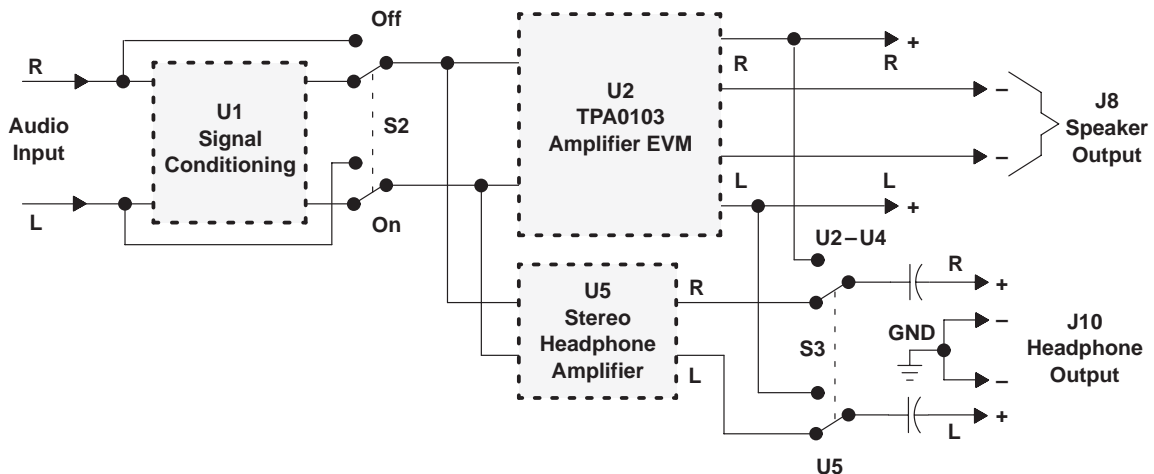 Off
R
Audio
Input
L
U1
Signal
Conditioning
S2
On
U2
TPA0103
Amplifier EVM
R
L
+
R
–
–
L
+
J8
Speaker
Output
U2–U4
U5
Stereo
Headphone
Amplifier
R
L
S3
U5
R
+
GND
–
–
+
L
J10
Headphone
Output